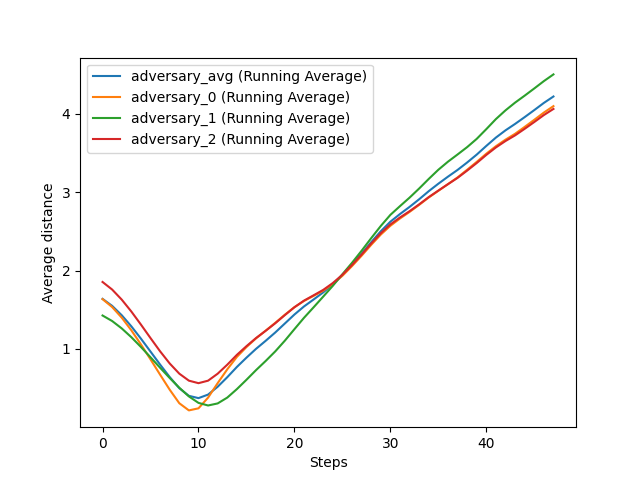 adversary_avg (Running Average)
adversary_0 (Running Average)
adversary_1 (Running Average)
adversary_2 (Running Average)
4
3
2
1
Average distance
0 10 20 30 40
Steps